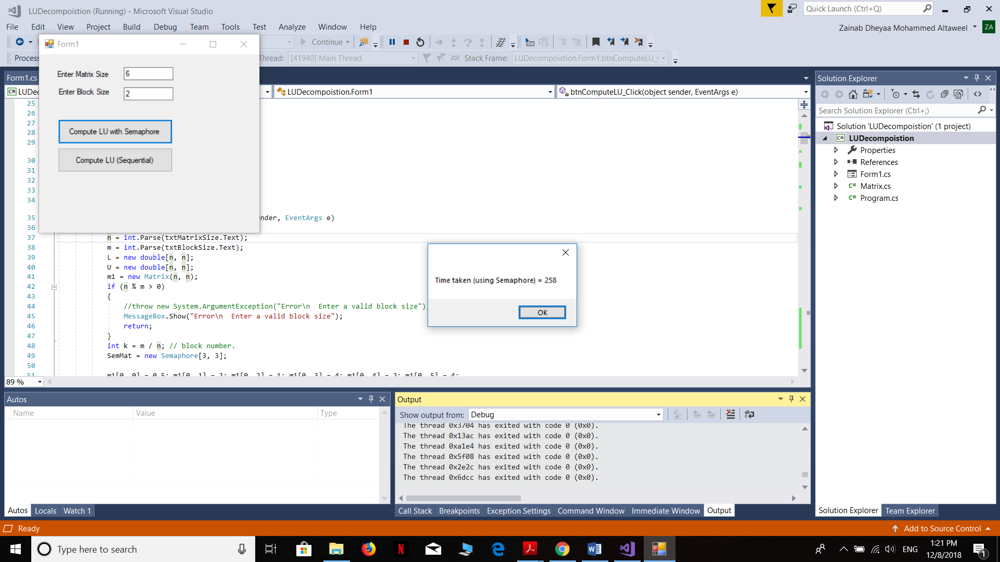 LUDecompoistion (Running) - Microsoft Visual Studio
Quick Launch (Ctrl+Q)
File Edit View Project Build Debug Team Tools Test Analyze Window Help
Zainab Dheyaa Mohammed Altaweel ZA
Form1
Continue
Process
hread: [41940] Main Thread
Stack Frame: LUDecompoistion.Form1.btnComputeLU_
Enter Matrix Size 6
Enter Block Size 2
Compute LU with Semaphore
Compute LU (Sequential)
Form1.cs
LUDec
LUDecompoistion.Form1
btnComputeLU_Click(object sender, EventArgs e)
25
26
27
28
29
30
31
32
33
34
35 ender, EventArgs e)
36
37 n = int.Parse(txtMatrixSize.Text);
38 m = int.Parse(txtBlockSize.Text);
39 L = new double[n, n];
40 U = new double[n, n];
41 m1 = new Matrix(n, n);
42 if (n % m > 0)
43 {
44 //throw new System.ArgumentException("Error\n  Enter a valid block size")
45 MessageBox.Show("Error\n  Enter a valid block size");
46 return;
47 }
48 int k = m / n; // block number.
49 SemMat = new Semaphore[3, 3];
50
51 m1[0, 0] = 0.5; m1[0, 1] = 2; m1[0, 2] = 1; m1[0, 3] = 4; m1[0, 4] = 2; m1[0, 5] = 4;
89 %
Time taken (using Semaphore) = 258
OK
Solution Explorer
Search Solution Explorer (Ctrl+;)
Solution 'LUDecompoistion' (1 project)
C# LUDecompoistion
Properties
References
Form1.cs
C# Matrix.cs
C# Program.cs
Autos
Name Value Type
Autos Locals Watch 1
Output
Show output from: Debug
The thread 0x3704 has exited with code 0 (0x0).
The thread 0x13ac has exited with code 0 (0x0).
The thread 0xa1e4 has exited with code 0 (0x0).
The thread 0x5f08 has exited with code 0 (0x0).
The thread 0x2e2c has exited with code 0 (0x0).
The thread 0x6dcc has exited with code 0 (0x0).
Call Stack Breakpoints Exception Settings Command Window Immediate Window Output
Solution Explorer Team Explorer
Ready
Add to Source Control
Type here to search
ENG
1:21 PM
12/8/2018
1